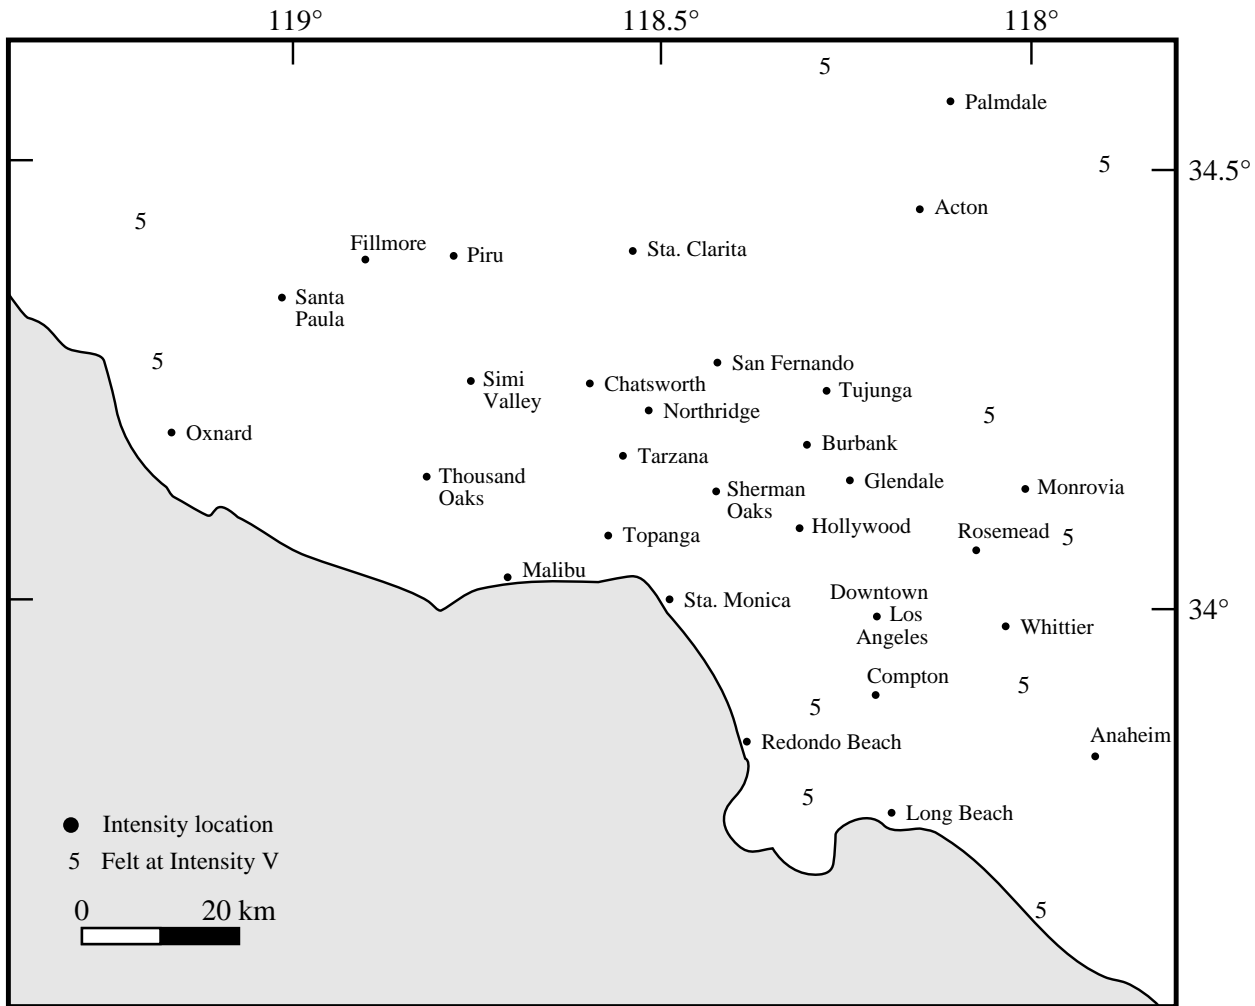 119°
118.5°
118°
5
Palmdale
5
34.5°
Acton
5
Fillmore
Piru
Sta. Clarita
Santa
Paula
5
San Fernando
Simi
Valley
Chatsworth
Tujunga
Northridge
5
Oxnard
Burbank
Tarzana
Thousand
Oaks
Sherman
Oaks
Glendale
Monrovia
Hollywood
Topanga
Rosemead
5
Malibu
Sta. Monica
Downtown
Los
Angeles
34°
Whittier
Compton
5
5
Redondo Beach
Anaheim
5
Long Beach
Intensity location
5 Felt at Intensity V
0 20 km
5